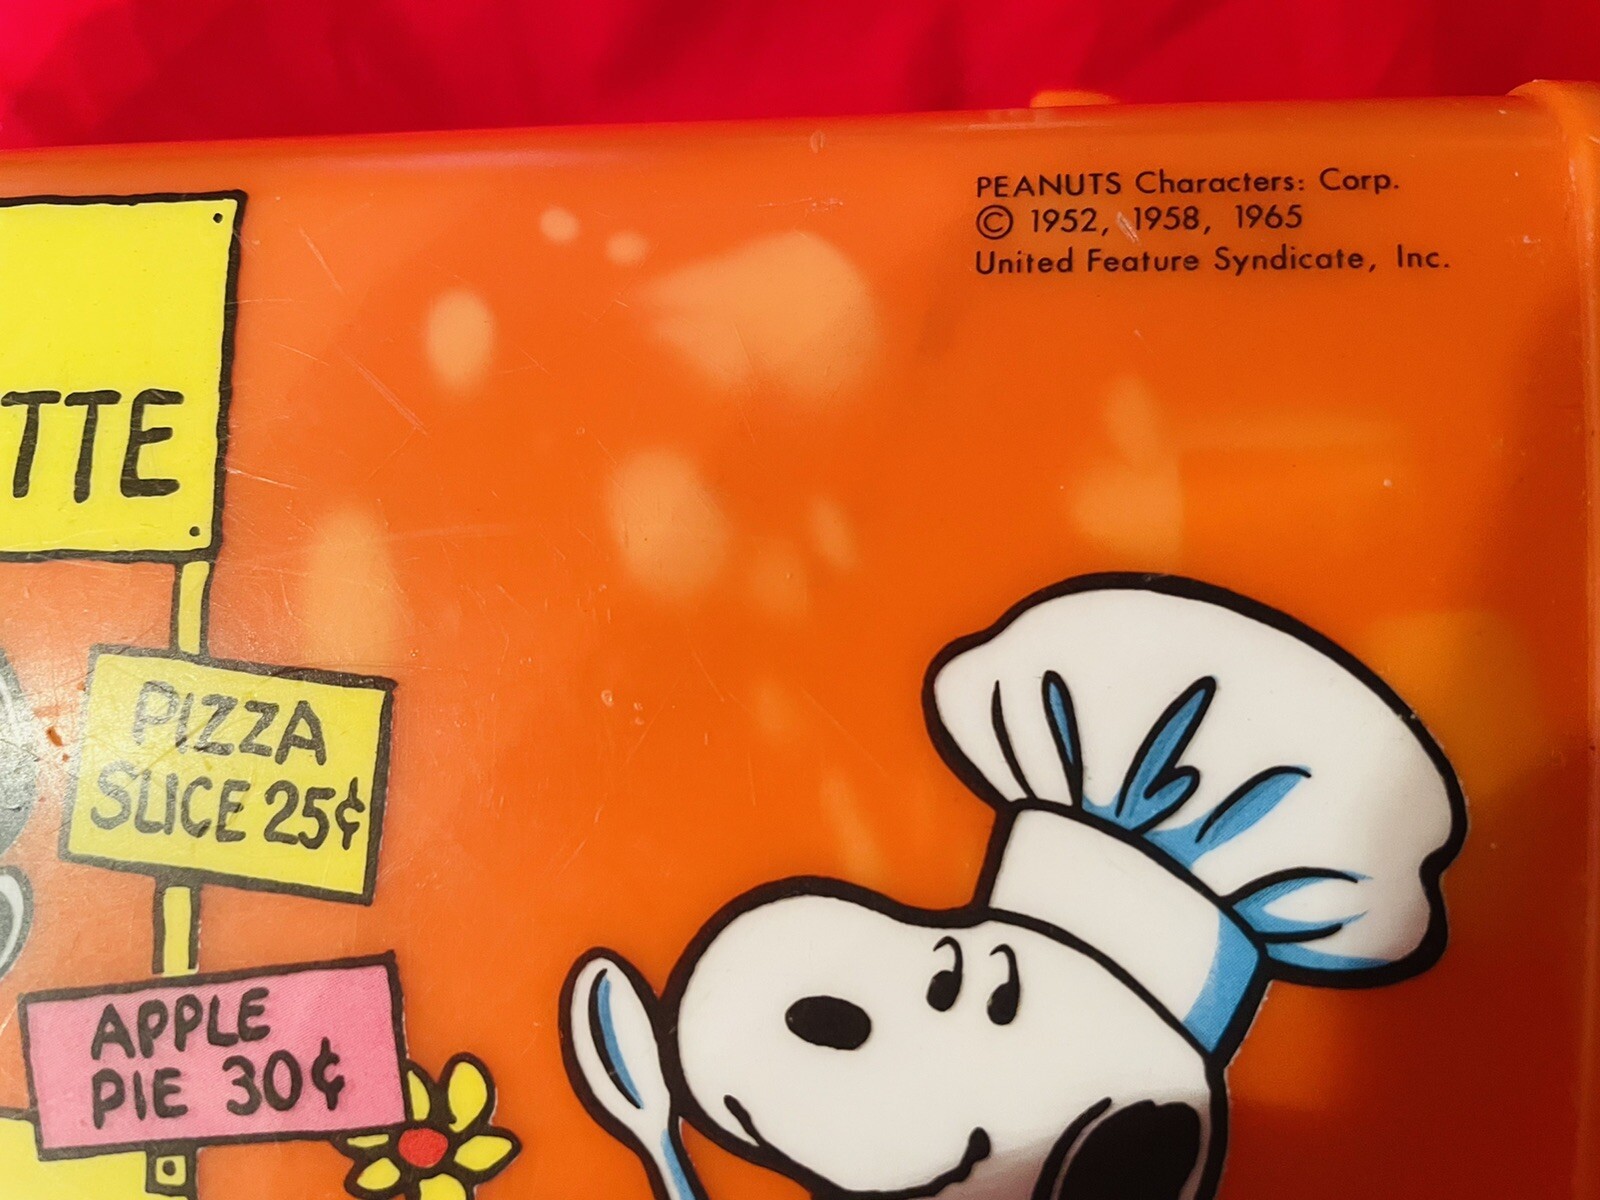 PEANUTS Characters: Corp.
© 1952, 1958, 1965
United Feature Syndicate, Inc.
TTE
PIZZA
SLICE 25¢
APPLE
PIE 30¢